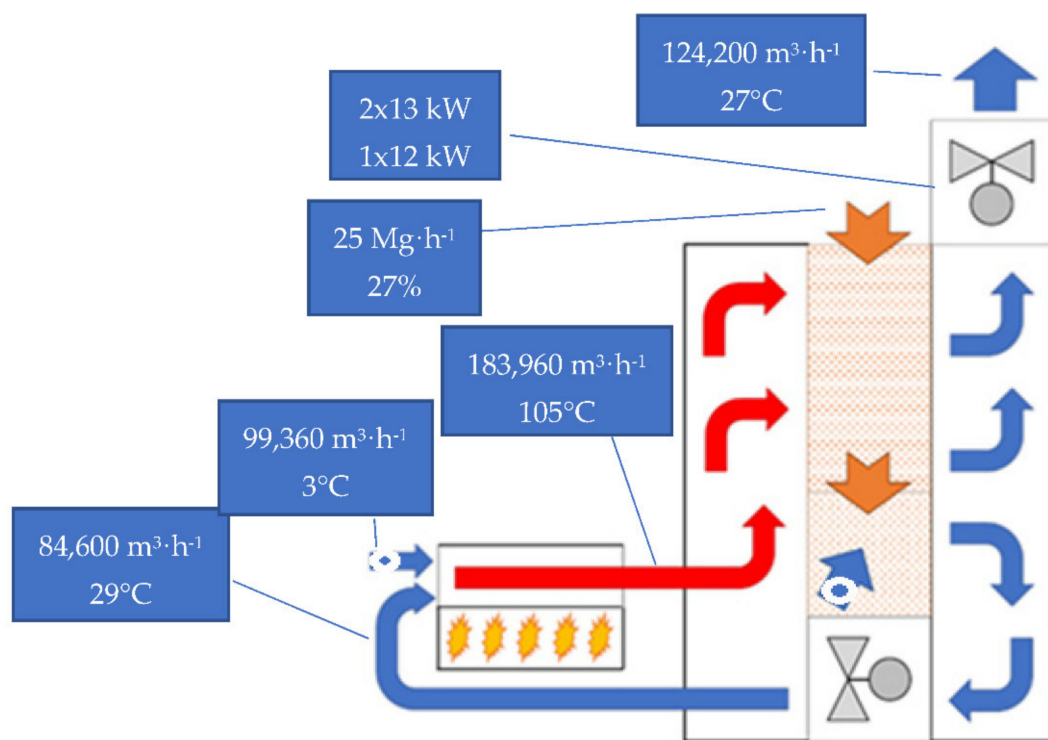 124,200 m³·h⁻¹
27°C
2x13 kW
1x12 kW
25 Mg·h⁻¹
27%
183,960 m³·h⁻¹
105°C
99,360 m³·h⁻¹
3°C
84,600 m³·h⁻¹
29°C